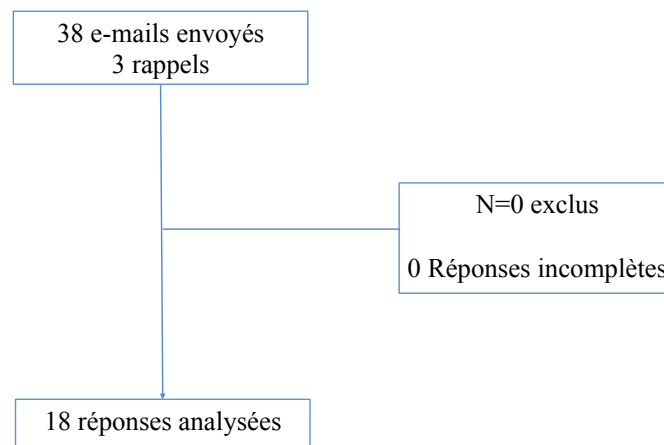 38 e-mails envoyés
3 rappels
N=0 exclus
0 Réponses incomplètes
18 réponses analysées